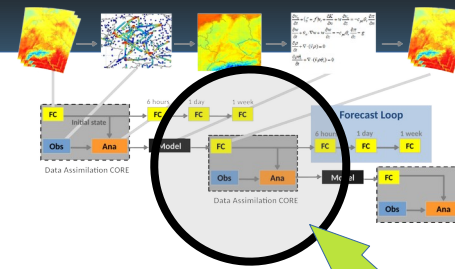 Forecast Loop
6 hours 1 day 1 week
FC FC FC FC
Initial state
Obs Ana Model
Data Assimilation CORE
FC
6 hours 1 day 1 week
FC FC FC
Obs Ana Model
Data Assimilation CORE
FC
Obs Ana